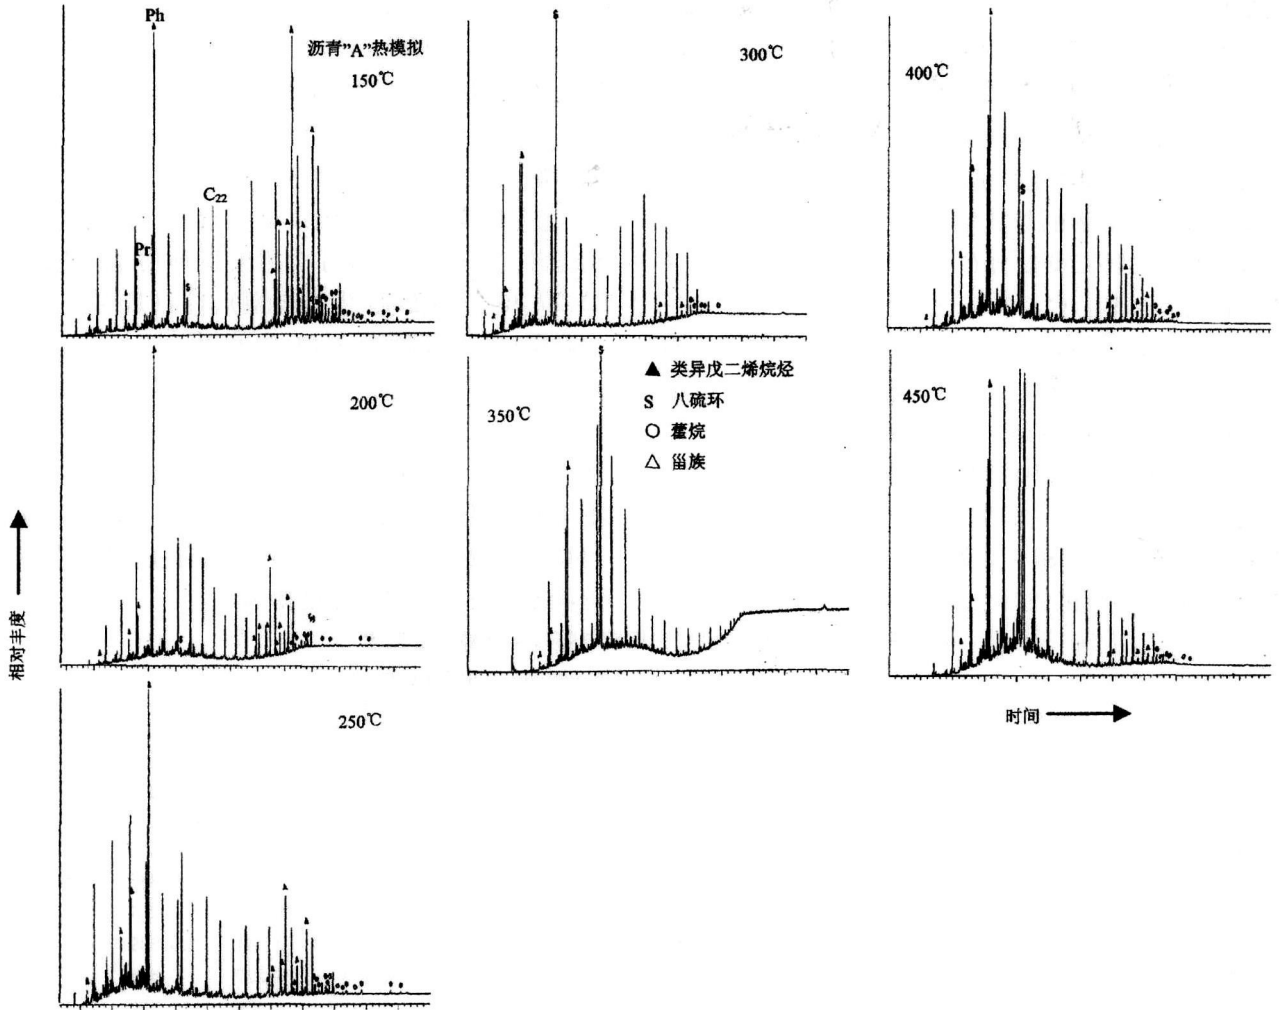 Ph
沥青”A”热模拟
150℃
C₂₂
Pr
S
300℃
S
400℃
S
200℃
S
350℃
S
▲ 类异戊二烯烷烃
S 八硫环
○ 藿烷
△ 甾族
450℃
相对丰度
时间
250℃